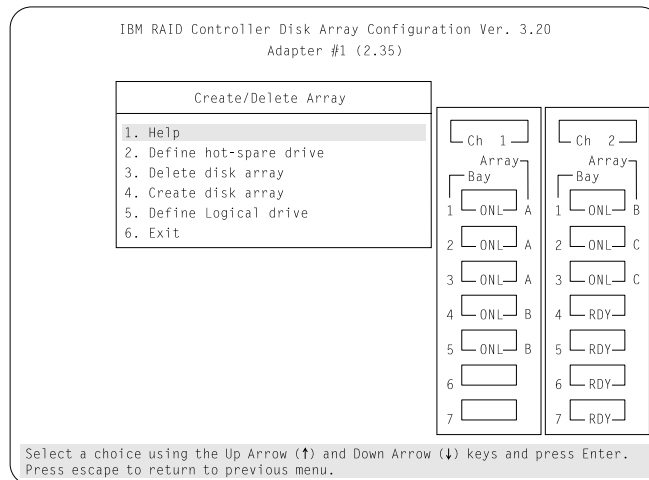 IBM RAID Controller Disk Array Configuration Ver. 3.20
Adapter #1 (2.35)
Create/Delete Array
1. Help
2. Define hot-spare drive
3. Delete disk array
4. Create disk array
5. Define Logical drive
6. Exit
Ch 1
Array
Bay
1 ONL A
2 ONL A
3 ONL A
4 ONL B
5 ONL B
6
7
Ch 2
Array
Bay
1 ONL B
2 ONL C
3 ONL C
4 RDY
5 RDY
6 RDY
7 RDY
Select a choice using the Up Arrow (↑) and Down Arrow (↓) keys and press Enter.
Press escape to return to previous menu.